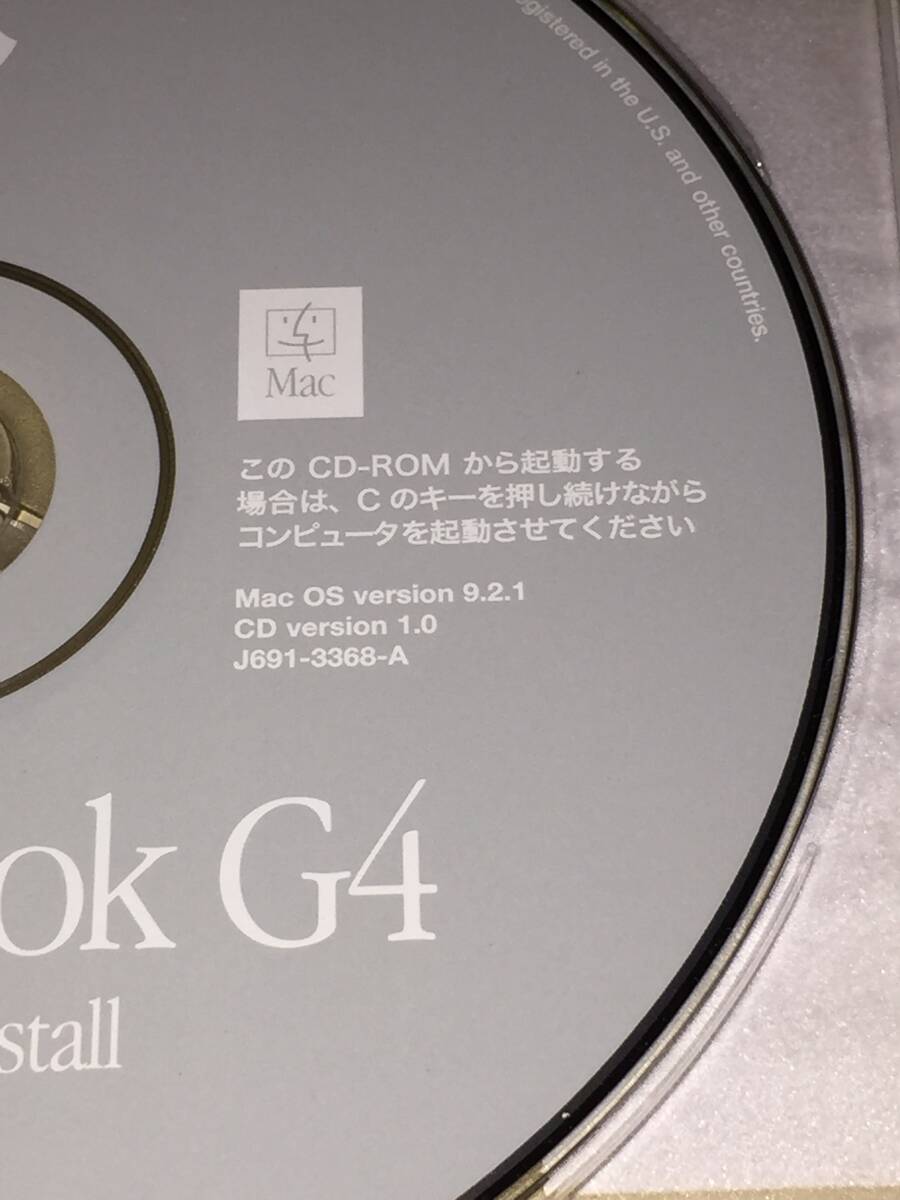 registered in the U.S. and other countries.
Mac
この CD-ROM から起動する
場合は、C のキーを押し続けながら
コンピュータを起動させてください
Mac OS version 9.2.1
CD version 1.0
J691-3368-A
ook G4
stall